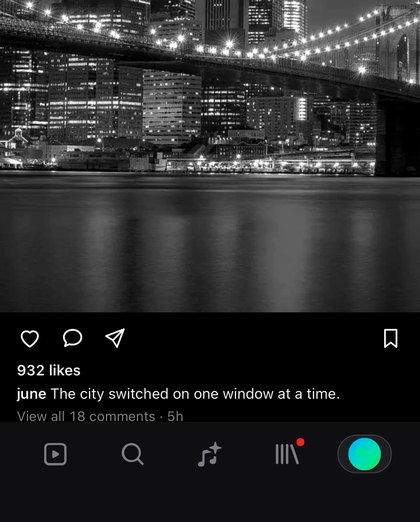 932 likes
june The city switched on one window at a time.
View all 18 comments · 5h